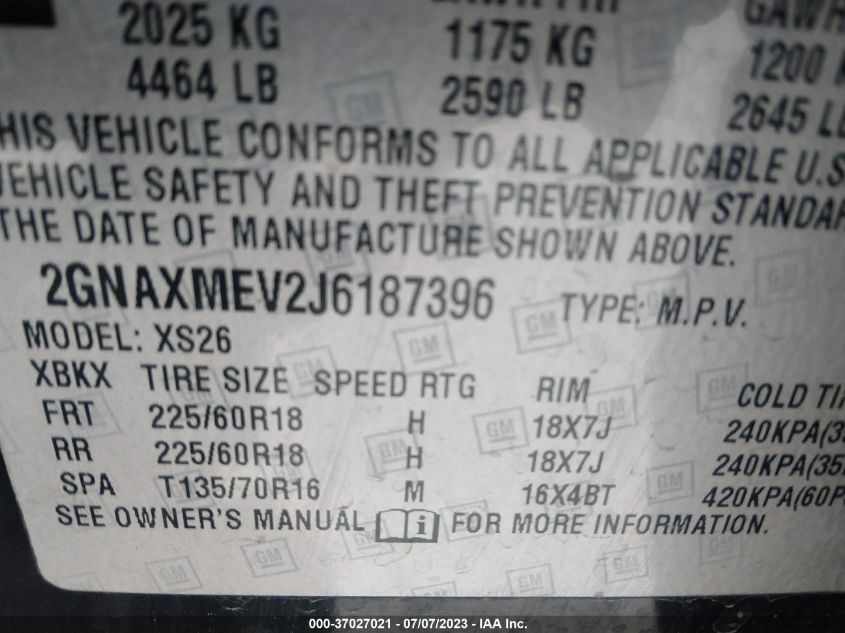 2025 KG 1175 KG 1200
4464 LB 2590 LB 2645 LB
HIS VEHICLE CONFORMS TO ALL APPLICABLE U.S
VEHICLE SAFETY AND THEFT PREVENTION STANDAR
THE DATE OF MANUFACTURE SHOWN ABOVE.
2GNAXMEV2J6187396 TYPE: M.P.V.
MODEL: XS26
XBKX TIRE SIZE SPEED RTG RIM COLD TI
FRT 225/60R18 H 18X7J 240KPA(3
RR 225/60R18 H 18X7J 240KPA(35
SPA T135/70R16 M 16X4BT 420KPA(60P
SEE OWNER'S MANUAL i FOR MORE INFORMATION.
GM
000-37027021 - 07/07/2023 - IAA Inc.